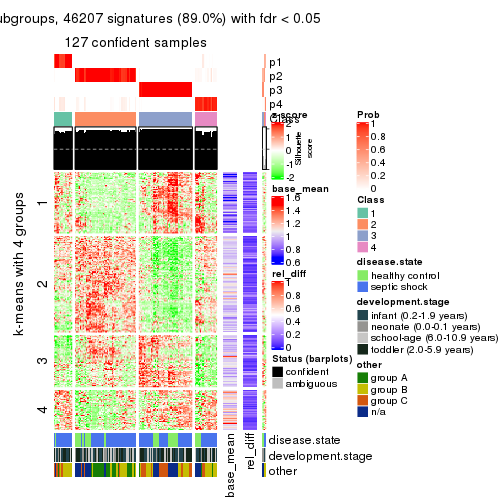 ubgroups, 46207 signatures (89.0%) with fdr < 0.05
127 confident samples
p1
p2
p3
p4
Class
Silhouette
score
k-means with 4 groups
1
2
3
4
z-score
2
1
0
-1
-2
base_mean
1.6
1.4
1.2
1
0.8
0.6
rel_diff
1
0.8
0.6
0.4
0.2
0
Status (barplots)
confident
ambiguous
Prob
1
0.8
0.6
0.4
0.2
0
Class
1
2
3
4
disease.state
healthy control
septic shock
development.stage
infant (0.2-1.9 years)
neonate (0.0-0.1 years)
school-age (6.0-10.9 years)
toddler (2.0-5.9 years)
other
group A
group B
group C
n/a
disease.state
development.stage
other
base_mean
rel_diff